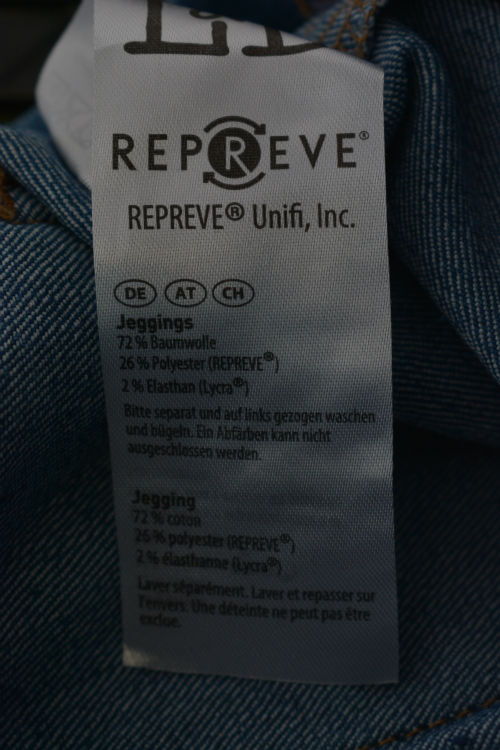 REPREVE®
REPREVE® Unifi, Inc.
DE AT CH
Jeggings
72 % Baumwolle
26 % Polyester (REPREVE®)
2 % Elasthan (Lycra®)
Bitte separat und auf links gezogen waschen
und bügeln. Ein Abfärben kann nicht
ausgeschlossen werden.
Jegging
72 % coton
26 % polyester (REPREVE®)
2 % élasthanne (Lycra®)
Laver séparément. Laver et repasser sur
l'envers. Une déteinte ne peut pas être
exclue.